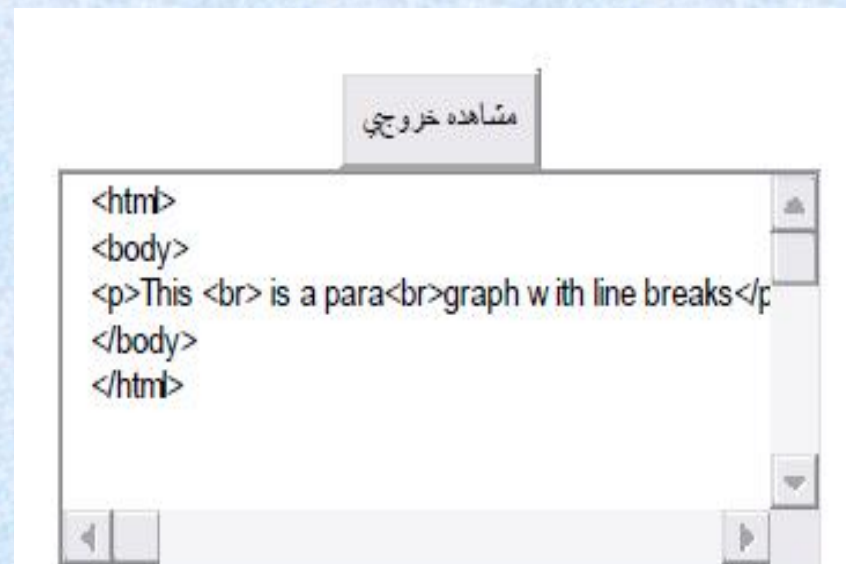 مشاهده خروجي
<html>
<body>
<p>This <br> is a para<br>graph with line breaks</p
</body>
</html>